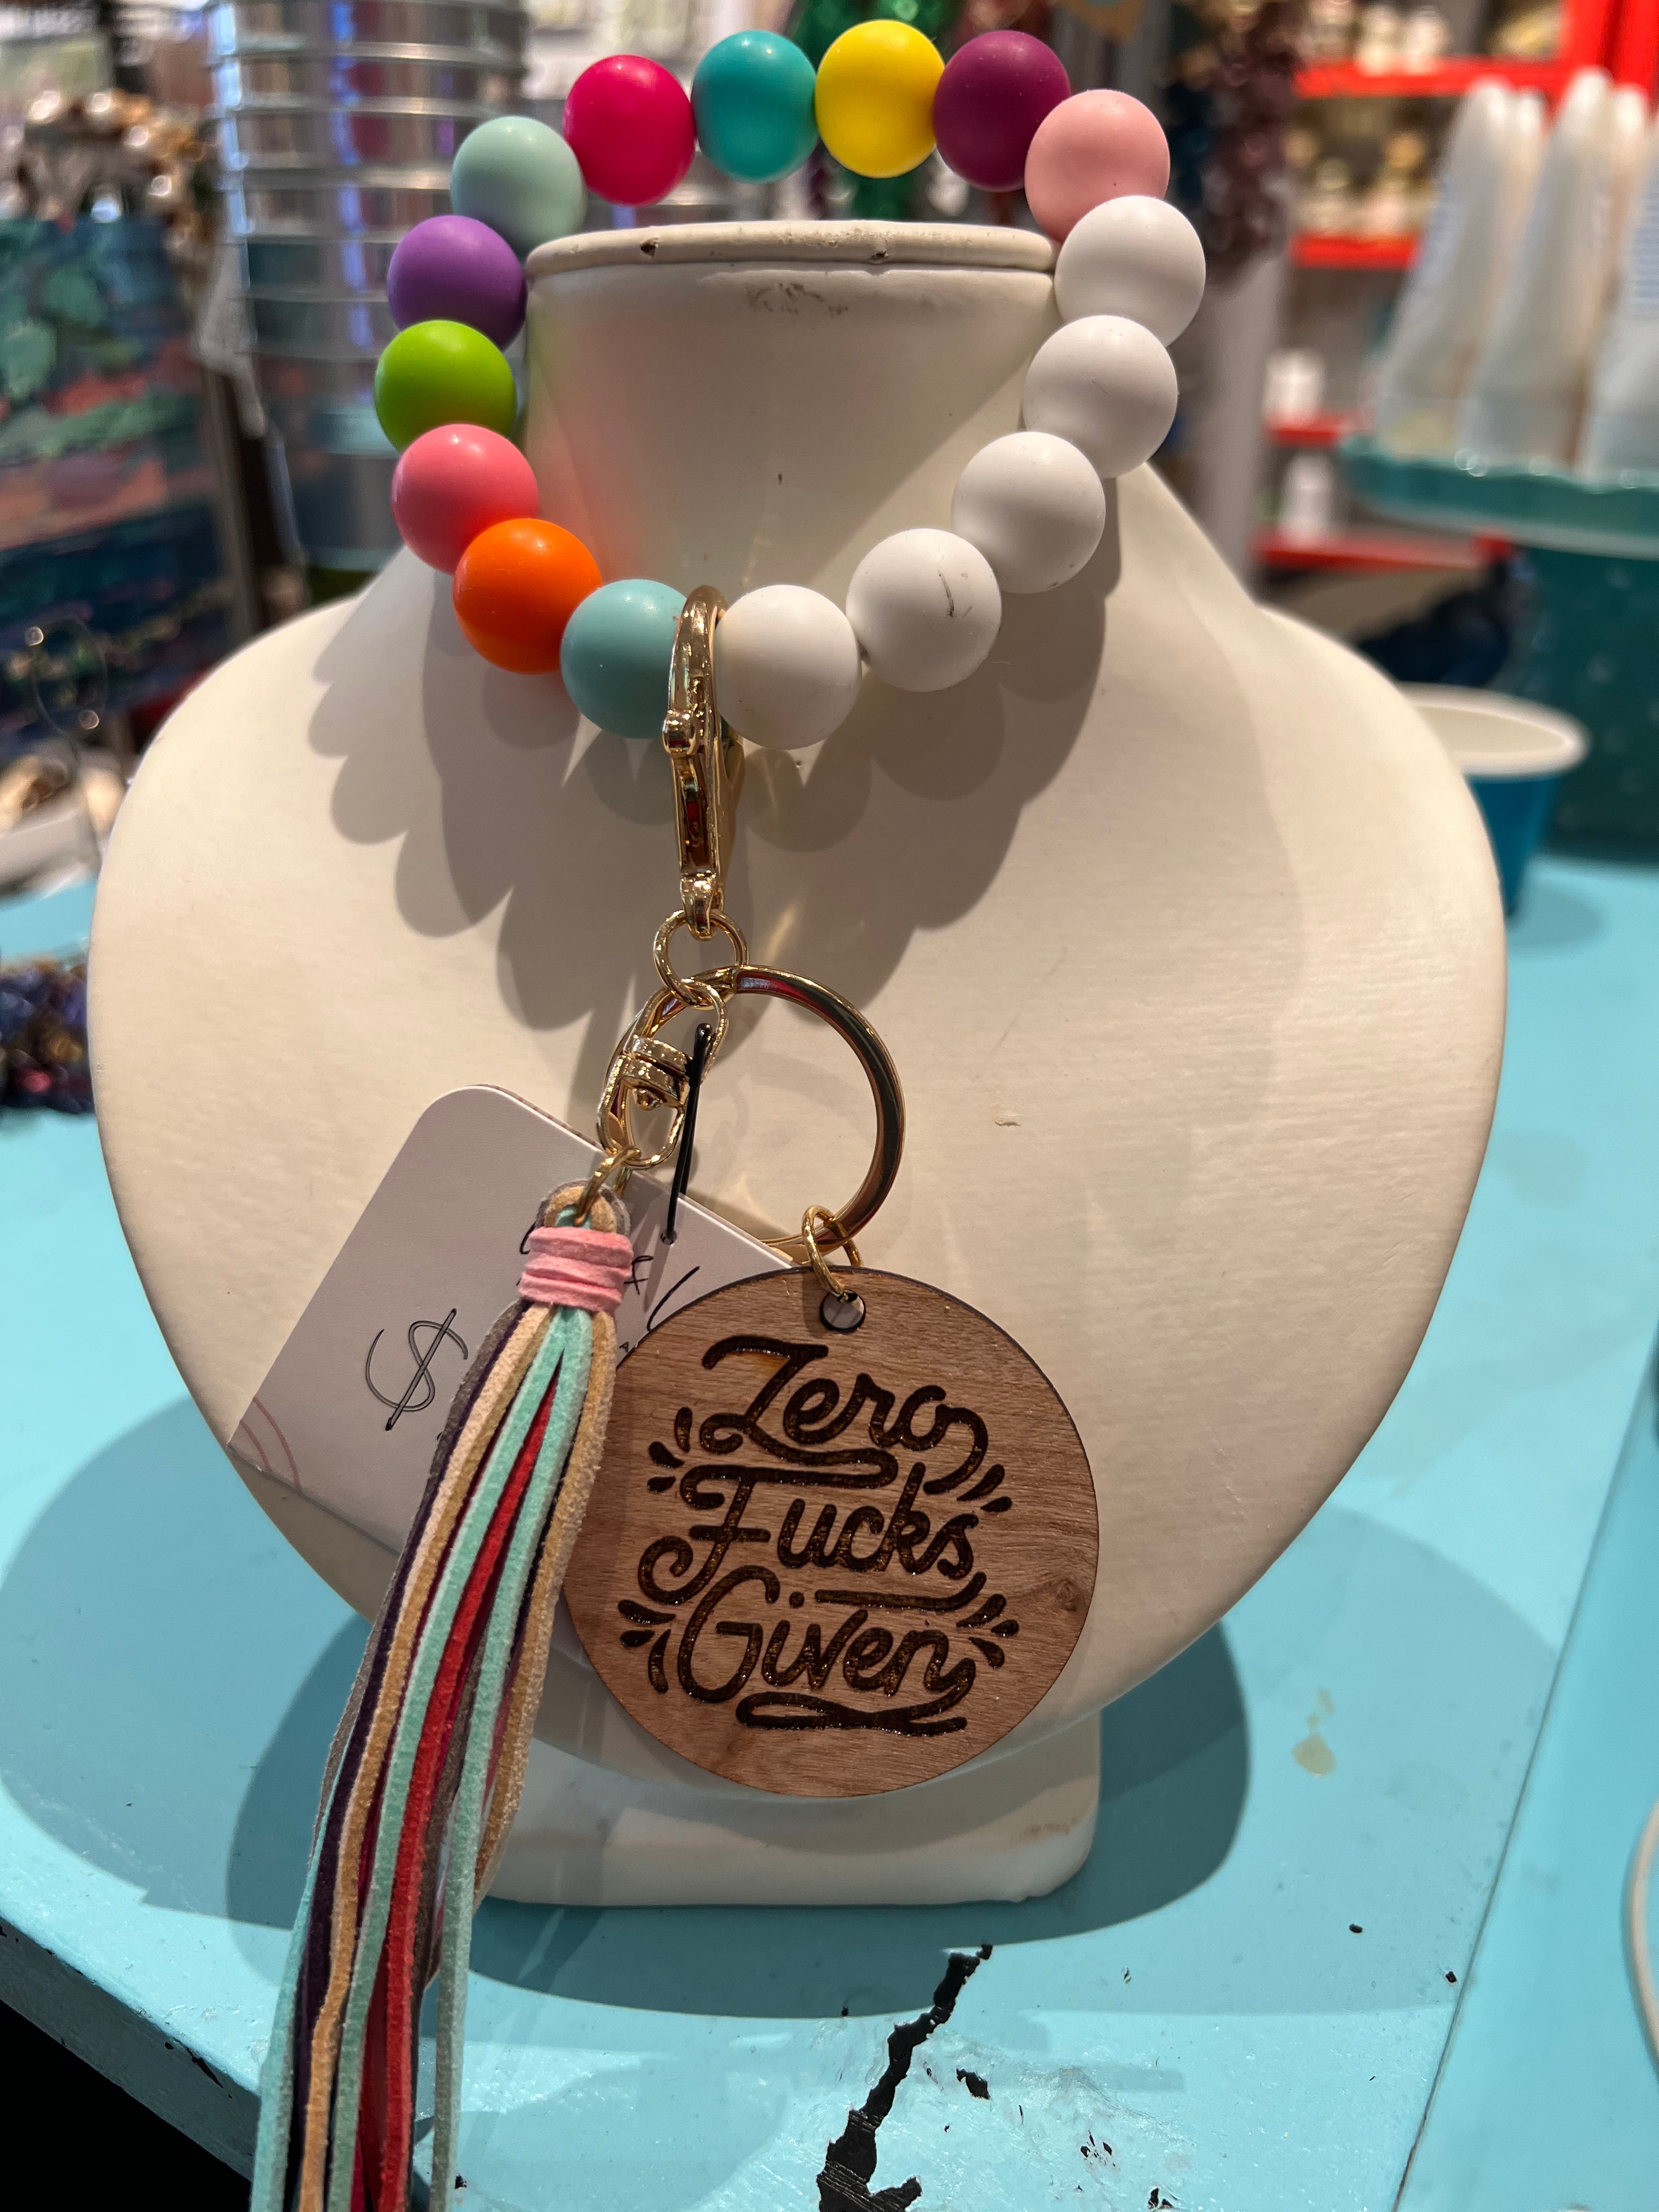 $
Zero
Fucks
Given